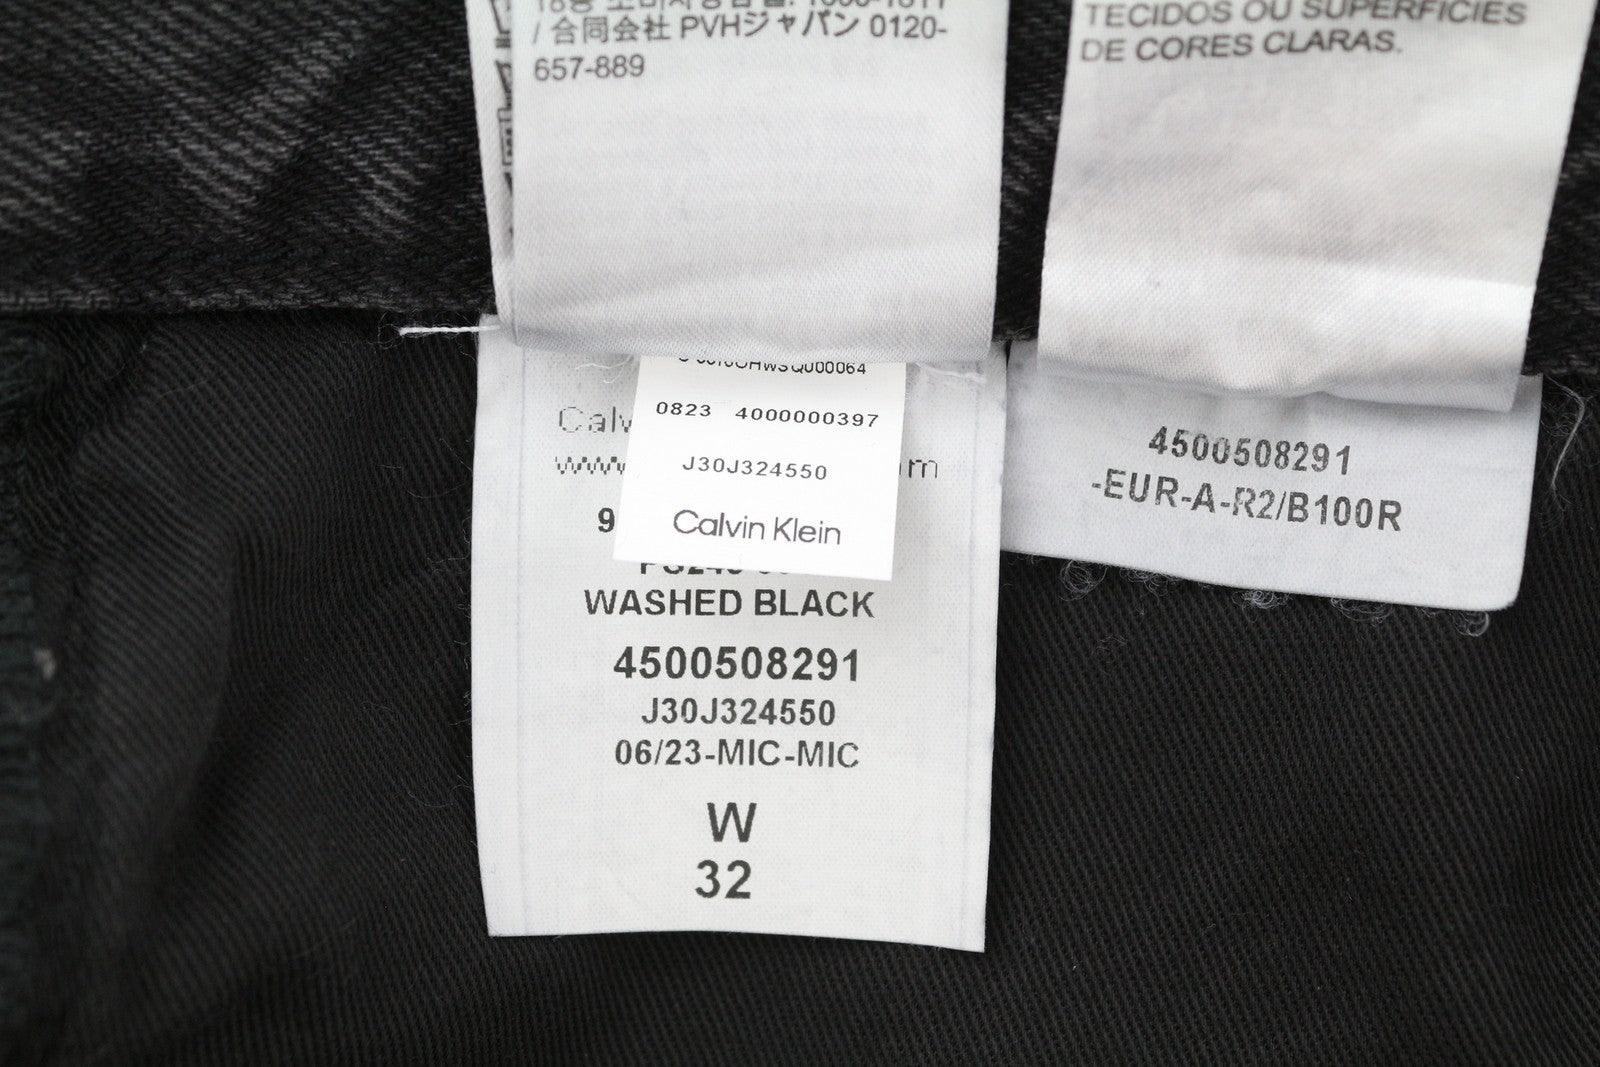 / 合同会社 PVHジャパン 0120-
657-889
TECIDOS OU SUPERFÍCIES
DE CORES CLARAS.
0823 4000000397
J30J324550
Calvin Klein
WASHED BLACK
4500508291
J30J324550
06/23-MIC-MIC
W
32
4500508291
-EUR-A-R2/B100R